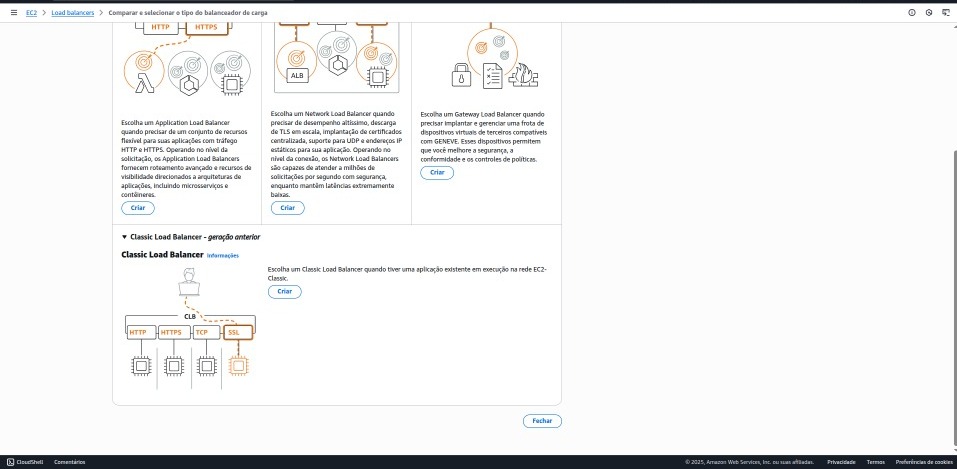 EC2 > Load balancers > Comparar e selecionar o tipo do balanceador de carga
HTTP HTTPS
ALB
Escolha um Application Load Balancer
quando precisar de um conjunto de recursos
flexível para suas aplicações com tráfego
HTTP e HTTPS. Operando no nível da
solicitação, os Application Load Balancers
fornecem roteamento avançado e recursos de
visibilidade direcionados a arquiteturas de
aplicações, incluindo microsserviços e
contêineres.
Criar
Escolha um Network Load Balancer quando
precisar de desempenho altíssimo, descarga
de TLS em escala, implantação de certificados
centralizada, suporte para UDP e endereços IP
estáticos para sua aplicação. Operando no
nível da conexão, os Network Load Balancers
são capazes de atender a milhões de
solicitações por segundo com segurança,
enquanto mantêm latências extremamente
baixas.
Criar
Escolha um Gateway Load Balancer quando
precisar implantar e gerenciar uma frota de
dispositivos virtuais de terceiros compatíveis
com GENEVE. Esses dispositivos permitem
que você melhore a segurança, a
conformidade e os controles de políticas.
Criar
▼ Classic Load Balancer - geração anterior
Classic Load Balancer Informações
Escolha um Classic Load Balancer quando tiver uma aplicação existente em execução na rede EC2-
Classic.
Criar
CLB
HTTP HTTPS TCP SSL
Fechar
CloudShell Comentários © 2025, Amazon Web Services, Inc. ou suas afiliadas. Privacidade Termos Preferências de cookies